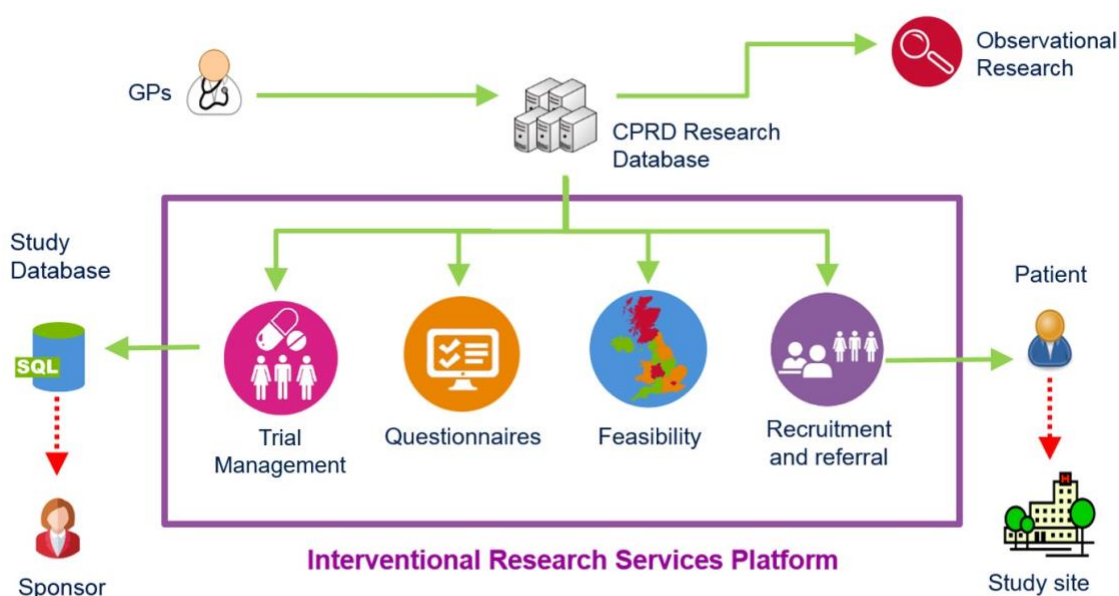 Observational
Research
GPs
CPRD Research
Database
Study
Database
Patient
SQL
Trial
Management
Questionnaires
Feasibility
Recruitment
and referral
H
Interventional Research Services Platform
Sponsor
Study site